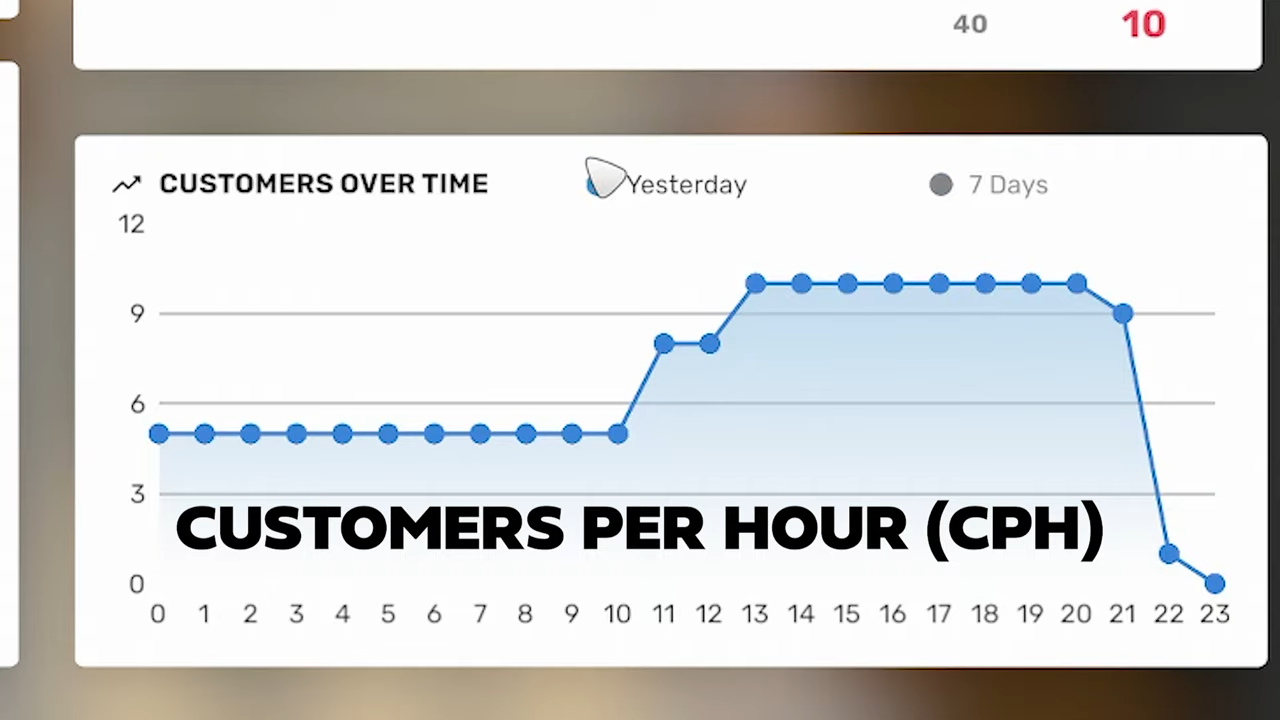 40 10
CUSTOMERS OVER TIME Yesterday 7 Days
12
9
6
3
CUSTOMERS PER HOUR (CPH)
0
0 1 2 3 4 5 6 7 8 9 10 11 12 13 14 15 16 17 18 19 20 21 22 23